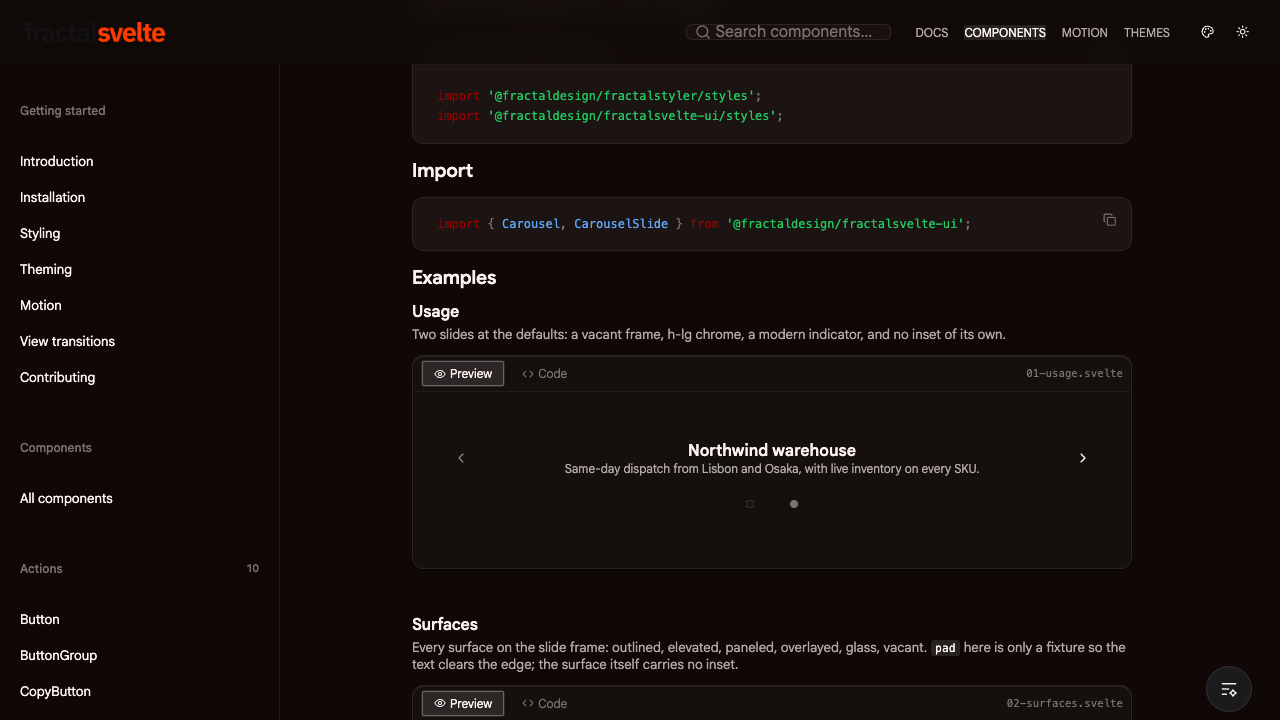 fractalsvelte
Search components...
DOCS
COMPONENTS
MOTION
THEMES
Getting started
Introduction
Installation
Styling
Theming
Motion
View transitions
Contributing
Components
All components
Actions
10
Button
ButtonGroup
CopyButton
import '@fractaldesign/fractalstyler/styles';
import '@fractaldesign/fractalsvelte-ui/styles';
Import
import { Carousel, CarouselSlide } from '@fractaldesign/fractalsvelte-ui';
Examples
Usage
Two slides at the defaults: a vacant frame, h-lg chrome, a modern indicator, and no inset of its own.
Preview
Code
01-usage.svelte
Northwind warehouse
Same-day dispatch from Lisbon and Osaka, with live inventory on every SKU.
Surfaces
Every surface on the slide frame: outlined, elevated, paneled, overlayed, glass, vacant. pad here is only a fixture so the
text clears the edge; the surface itself carries no inset.
Preview
Code
02-surfaces.svelte